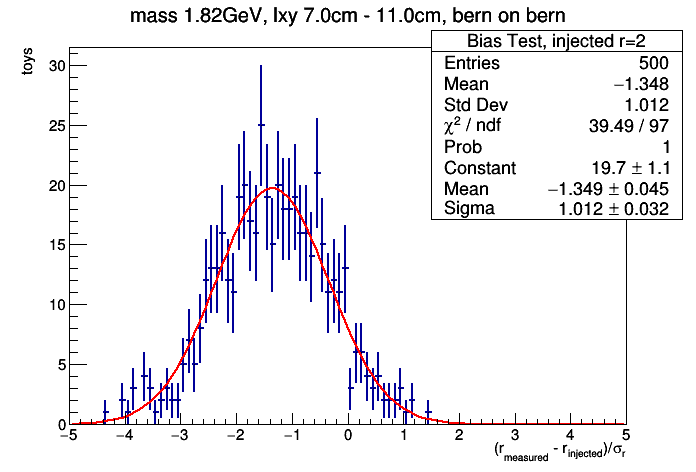 mass 1.82GeV, lxy 7.0cm - 11.0cm, bern on bern
toys
Bias Test, injected r=2
Entries 500
Mean −1.348
Std Dev 1.012
χ² / ndf 39.49 / 97
Prob 1
Constant 19.7 ± 1.1
Mean −1.349 ± 0.045
Sigma 1.012 ± 0.032
30
25
20
15
10
5
0
−5 −4 −3 −2 −1 0 1 2 3 4 5
(r_measured - r_injected)/σ_r